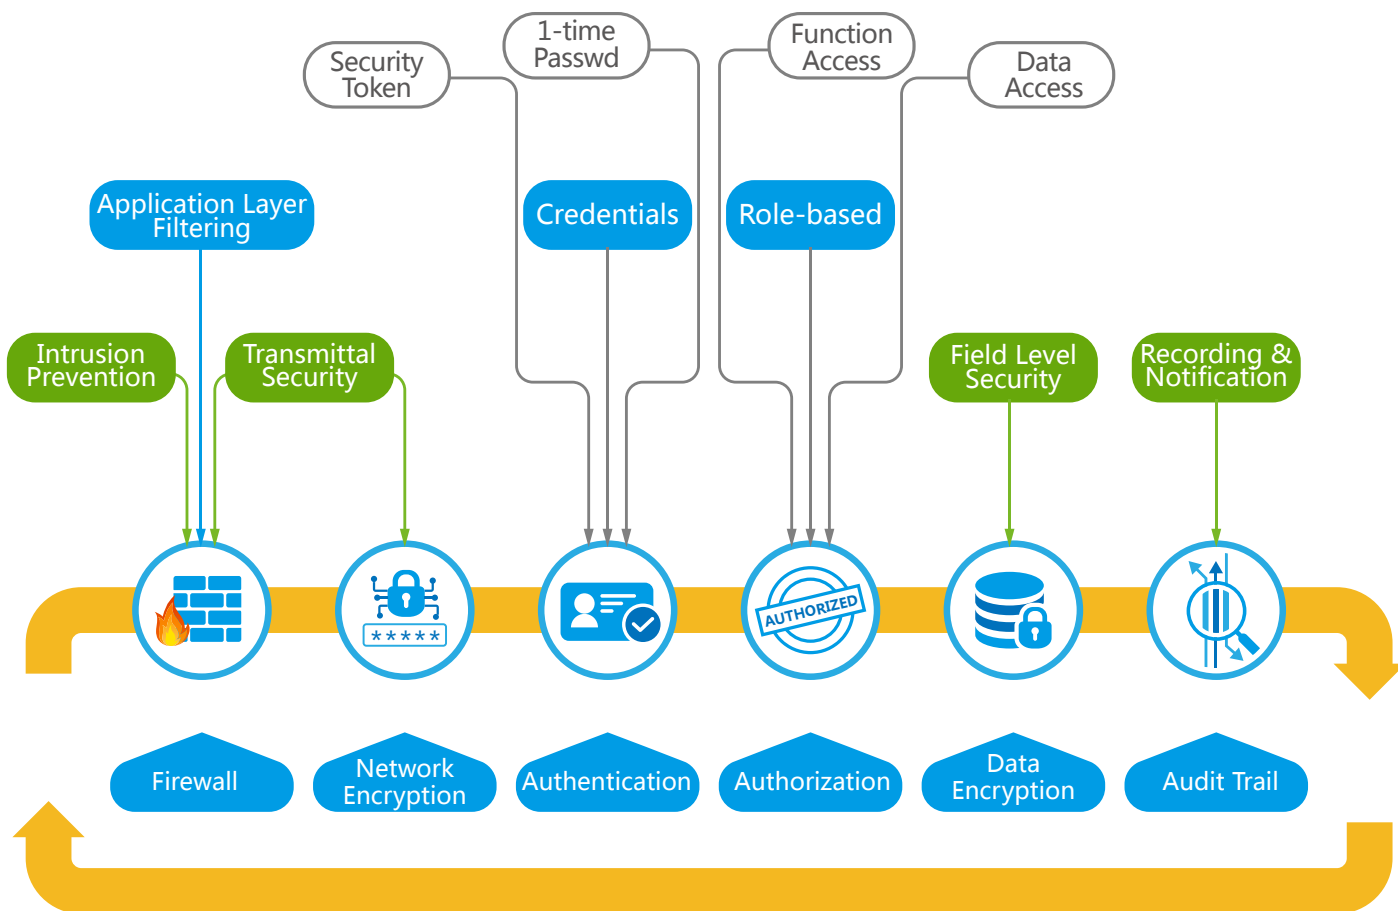 1-time
Passwd
Function
Access
Security
Token
Data
Access
Application Layer
Filtering
Credentials
Role-based
Intrusion
Prevention
Transmittal
Security
Field Level
Security
Recording &
Notification
*****
AUTHORIZED
Firewall
Network
Encryption
Authentication
Authorization
Data
Encryption
Audit Trail